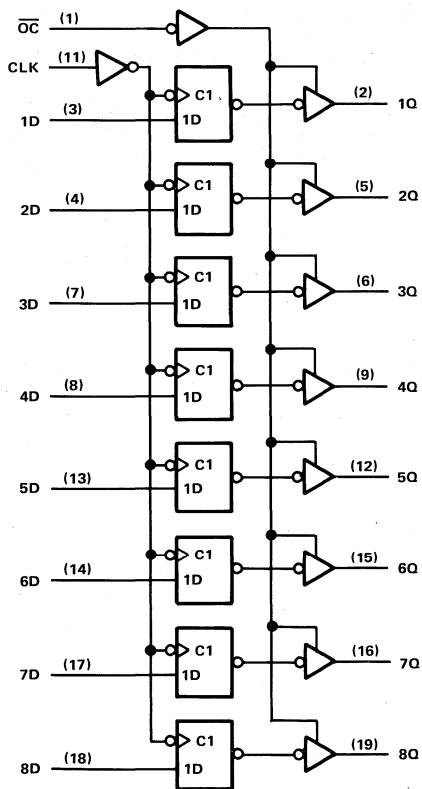 OC (1)
CLK (11)
C1 (2)
1D (3) 1D 1Q
C1
2D (4) 1D (5) 2Q
C1
3D (7) 1D (6) 3Q
C1
4D (8) 1D (9) 4Q
C1
5D (13) 1D (12) 5Q
C1
6D (14) 1D (15) 6Q
C1
7D (17) 1D (16) 7Q
C1
8D (18) 1D (19) 8Q